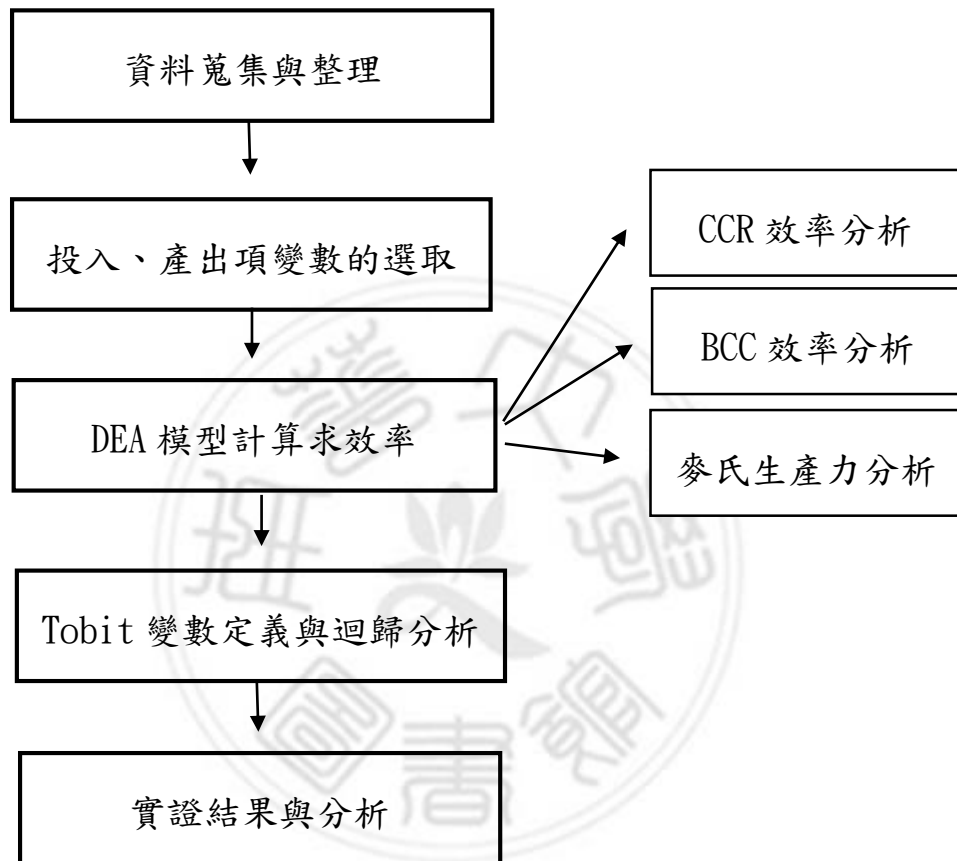 資料蒐集與整理
投入、產出項變數的選取
DEA 模型計算求效率
CCR 效率分析
BCC 效率分析
麥氏生產力分析
Tobit 變數定義與迴歸分析
實證結果與分析